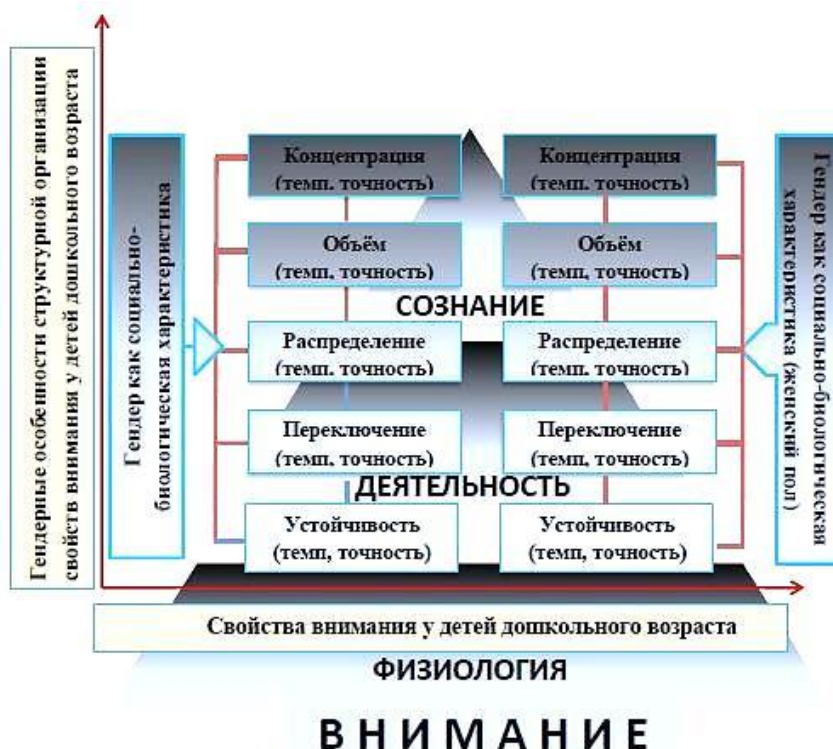 Гендерные особенности структурной организации
свойств внимания у детей дошкольного возраста
Гендер как социально-
биологическая характеристика
Концентрация
(темп, точность)
Объём
(темп, точность)
Распределение
(темп, точность)
Переключение
(темп, точность)
Устойчивость
(темп, точность)
Концентрация
(темп, точность)
Объём
(темп, точность)
Распределение
(темп, точность)
Переключение
(темп, точность)
Устойчивость
(темп, точность)
Гендер как социально-биологическая
характеристика (женский пол)
СОЗНАНИЕ
ДЕЯТЕЛЬНОСТЬ
Свойства внимания у детей дошкольного возраста
ФИЗИОЛОГИЯ
ВНИМАНИЕ